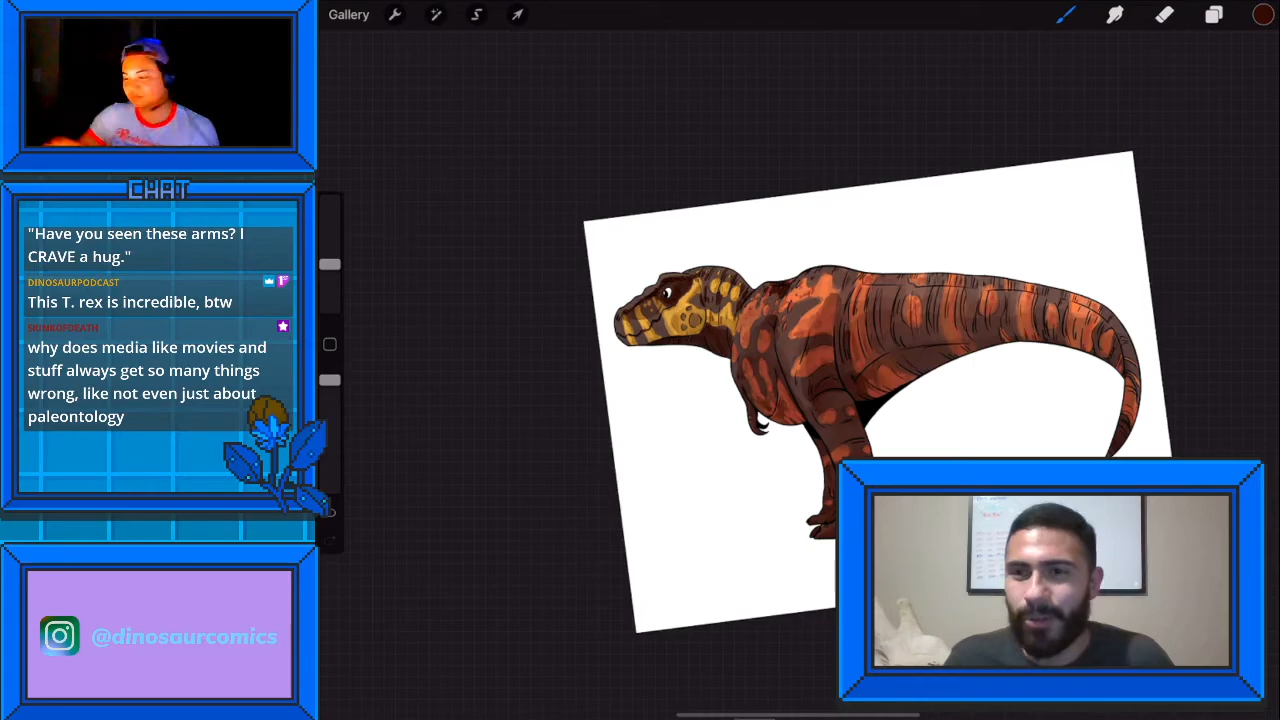 Gallery
CHAT
"Have you seen these arms? I
CRAVE a hug."
DINOSAURPODCAST
This T. rex is incredible, btw
why does media like movies and
stuff always get so many things
wrong, like not even just about
paleontology
@dinosaurcomics